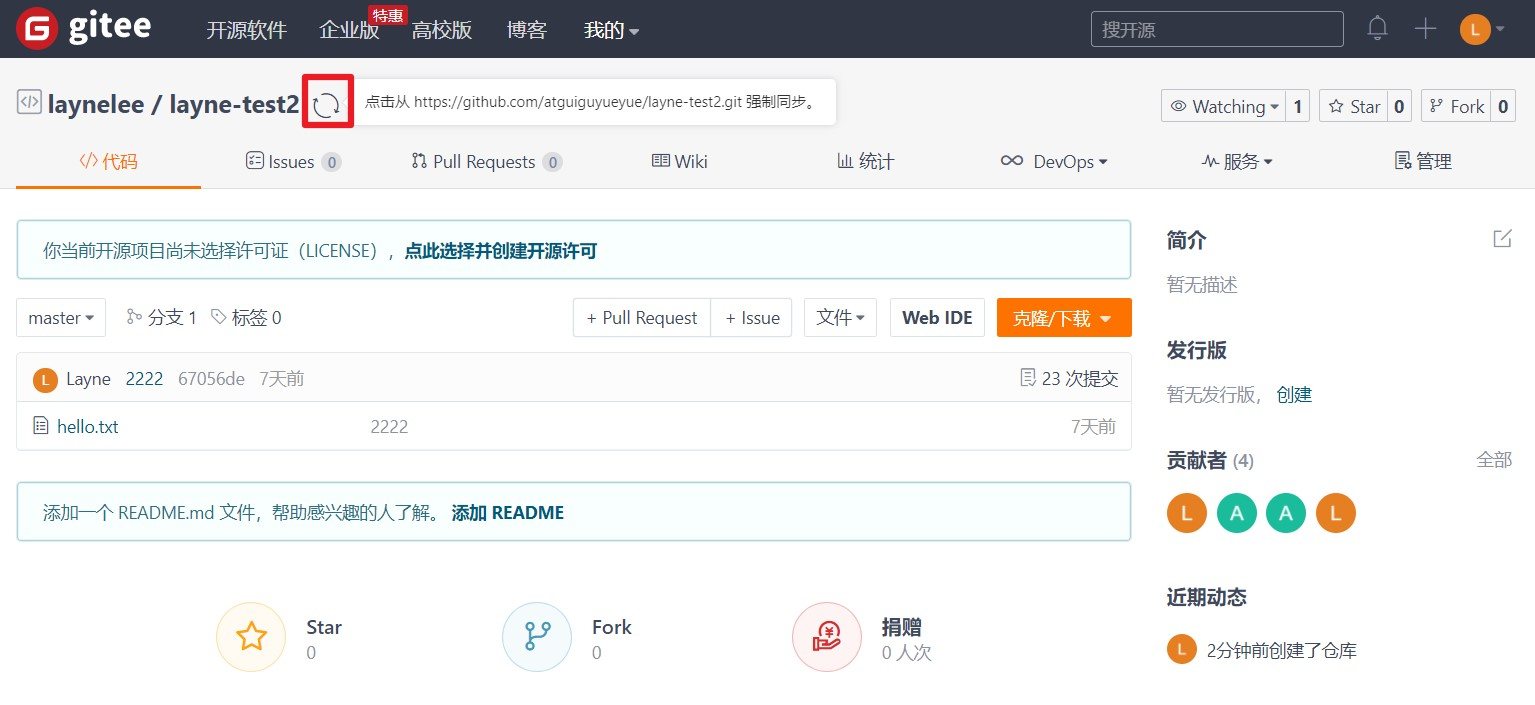 gitee 开源软件 企业版 特惠 高校版 博客 我的 搜开源 L
laynelee / layne-test2 点击从 https://github.com/atguiguyueyue/layne-test2.git 强制同步。 Watching 1 Star 0 Fork 0
代码 Issues 0 Pull Requests 0 Wiki 统计 DevOps 服务 管理
你当前开源项目尚未选择许可证（LICENSE），点此选择并创建开源许可
简介
暂无描述
master 分支 1 标签 0 + Pull Request + Issue 文件 Web IDE 克隆/下载
发行版
L Layne 2222 67056de 7天前 23 次提交
暂无发行版， 创建
hello.txt 2222 7天前
贡献者 (4) 全部
L A A L
添加一个 README.md 文件，帮助感兴趣的人了解。 添加 README
近期动态
L 2分钟前创建了仓库
Star
0
Fork
0
捐赠
0 人次